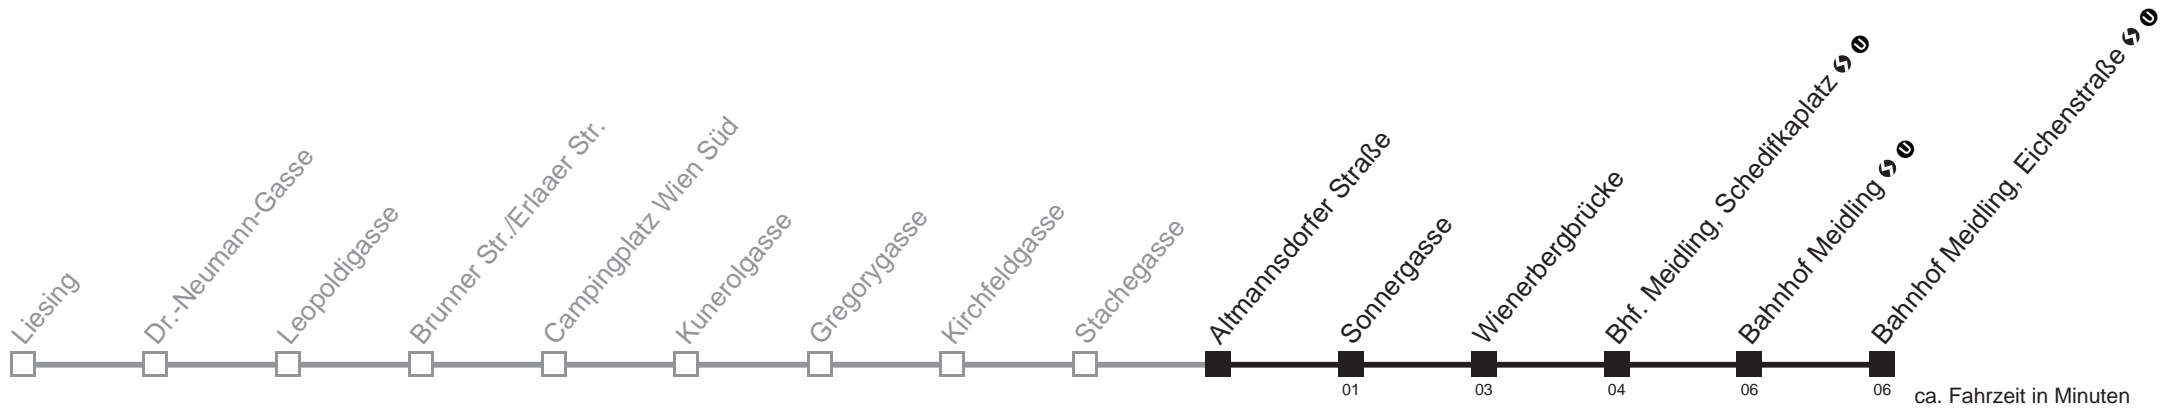 Liesing
Dr.-Neumann-Gasse
Leopoldigasse
Brunner Str./Erlaaer Str.
Campingplatz Wien Süd
Kunerolgasse
Gregorygasse
Kirchfeldgasse
Stachegasse
Altmannsdorfer Straße
Sonnergasse
Wienerbergbrücke
Bhf. Meidling, Schedifkaplatz S U
Bahnhof Meidling S U
Bahnhof Meidling, Eichenstraße S U
01 03 04 06 06 ca. Fahrzeit in Minuten